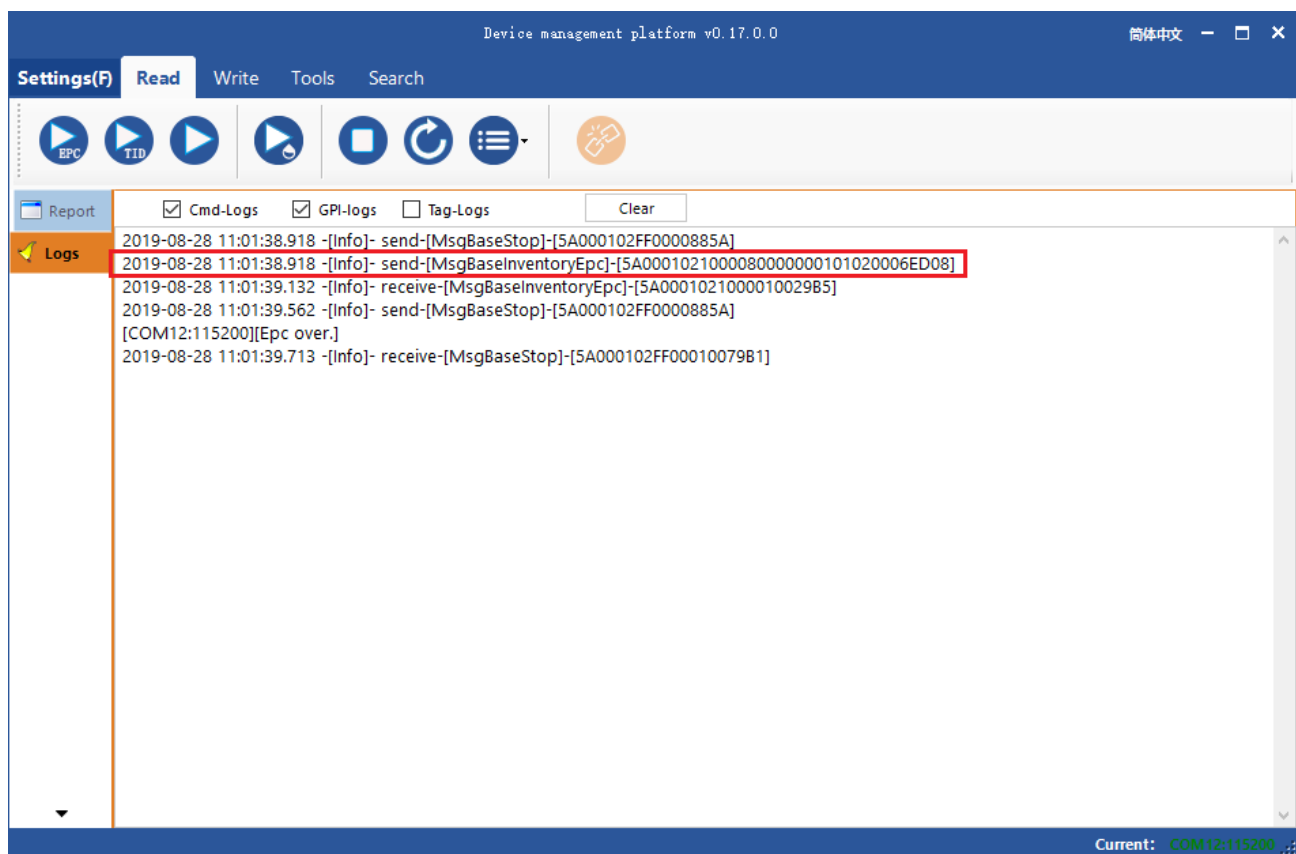 Device management platform v0.17.0.0
简体中文
Settings(F) Read Write Tools Search
EPC TID
Report
Cmd-Logs GPI-logs Tag-Logs Clear
Logs
2019-08-28 11:01:38.918 -[Info]- send-[MsgBaseStop]-[5A000102FF0000885A]
2019-08-28 11:01:38.918 -[Info]- send-[MsgBaseInventoryEpc]-[5A0001021000080000000101020006ED08]
2019-08-28 11:01:39.132 -[Info]- receive-[MsgBaseInventoryEpc]-[5A0001021000010029B5]
2019-08-28 11:01:39.562 -[Info]- send-[MsgBaseStop]-[5A000102FF0000885A]
[COM12:115200][Epc over.]
2019-08-28 11:01:39.713 -[Info]- receive-[MsgBaseStop]-[5A000102FF00010079B1]
Current: COM12:115200